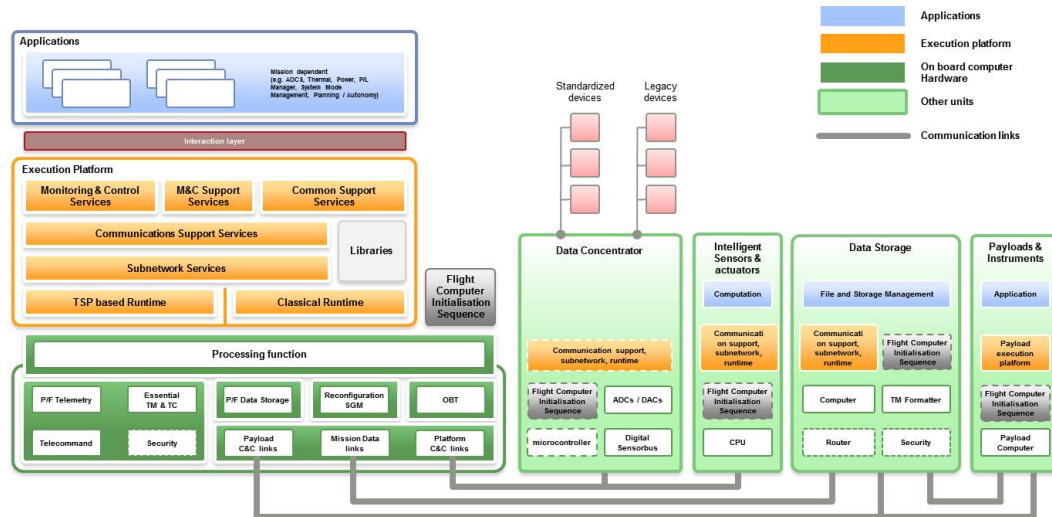 Applications
Mission dependent
(e.g. AOCS, Thermal, Power, P/L
Manager, System Mode
Management, Planning / Autonomy)
Interaction layer
Execution Platform
Monitoring & Control
Services
M&C Support
Services
Common Support
Services
Communications Support Services
Subnetwork Services
Libraries
TSP based Runtime
Classical Runtime
Flight
Computer
Initialisation
Sequence
Processing function
P/F Telemetry
Essential
TM & TC
P/F Data Storage
Reconfiguration
SGM
OBT
Telecommand
Security
Payload
C&C links
Mission Data
links
Platform
C&C links
Standardized
devices
Legacy
devices
Data Concentrator
Communication support,
subnetwork, runtime
Flight Computer
Initialisation
Sequence
ADCs / DACs
microcontroller
Digital
Sensorbus
Intelligent
Sensors &
actuators
Computation
Communicati
on support,
subnetwork,
runtime
Flight Computer
Initialisation
Sequence
CPU
Data Storage
File and Storage Management
Communicati
on support,
subnetwork,
runtime
Flight Computer
Initialisation
Sequence
Computer
TM Formatter
Router
Security
Payloads &
Instruments
Application
Payload
execution
platform
Flight Computer
Initialisation
Sequence
Payload
Computer
Applications
Execution platform
On board computer
Hardware
Other units
Communication links